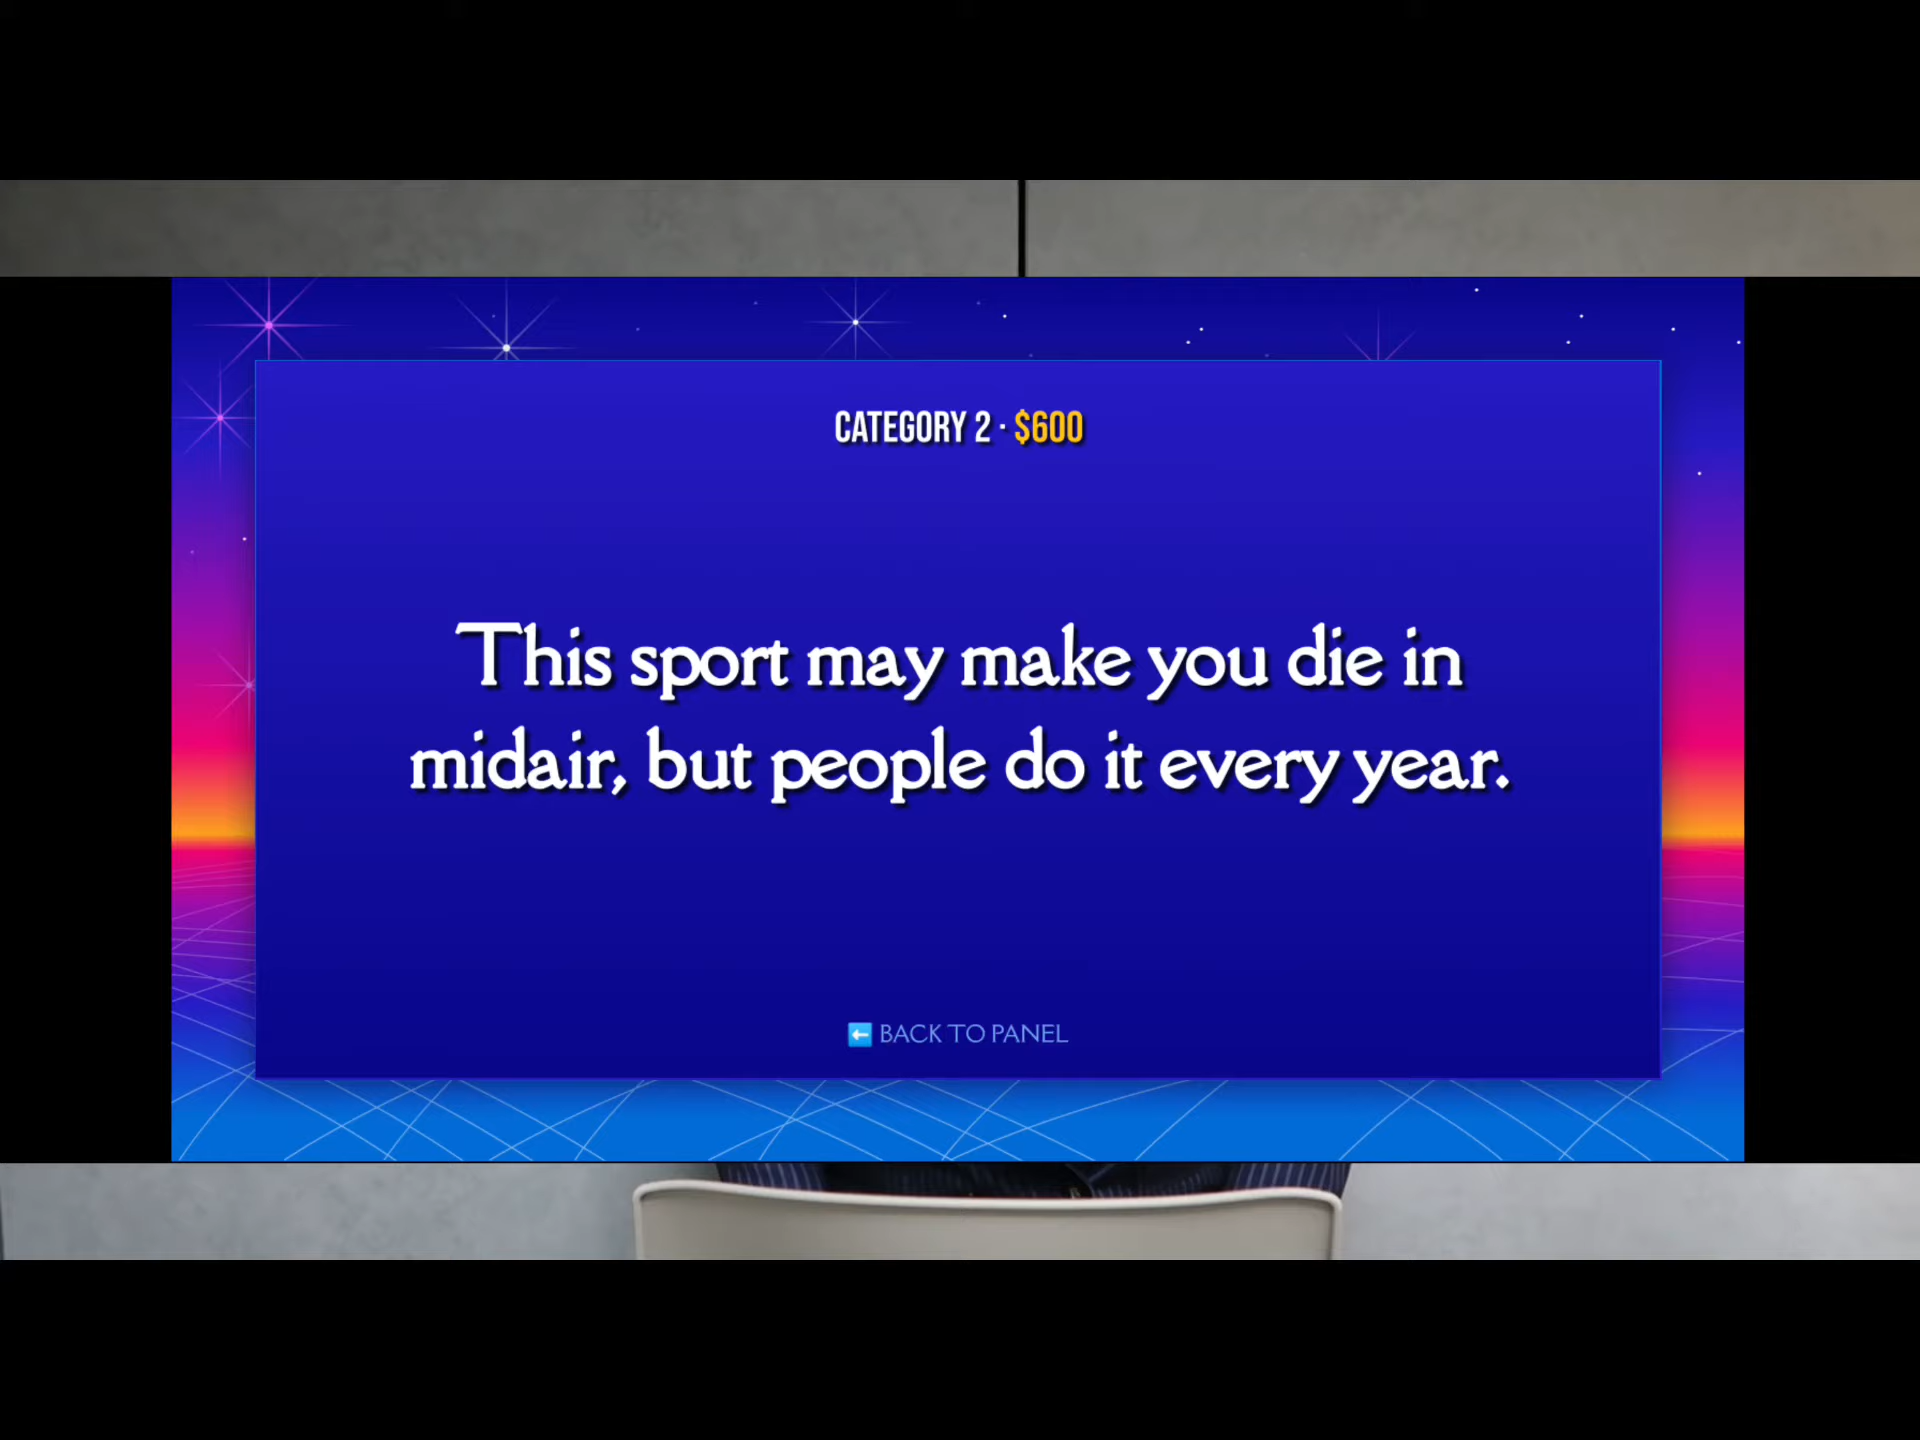 CATEGORY 2 · $600
This sport may make you die in
midair, but people do it every year.
⬅ BACK TO PANEL